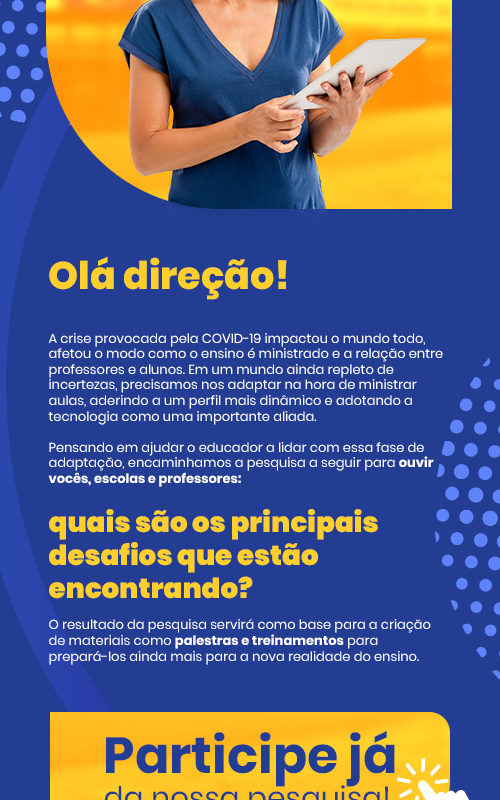 Olá direção!
A crise provocada pela COVID-19 impactou o mundo todo,
afetou o modo como o ensino é ministrado e a relação entre
professores e alunos. Em um mundo ainda repleto de
incertezas, precisamos nos adaptar na hora de ministrar
aulas, aderindo a um perfil mais dinâmico e adotando a
tecnologia como uma importante aliada.
Pensando em ajudar o educador a lidar com essa fase de
adaptação, encaminhamos a pesquisa a seguir para ouvir
vocês, escolas e professores:
quais são os principais
desafios que estão
encontrando?
O resultado da pesquisa servirá como base para a criação
de materiais como palestras e treinamentos para
prepará-los ainda mais para a nova realidade do ensino.
Participe já
da nossa pesquisa!